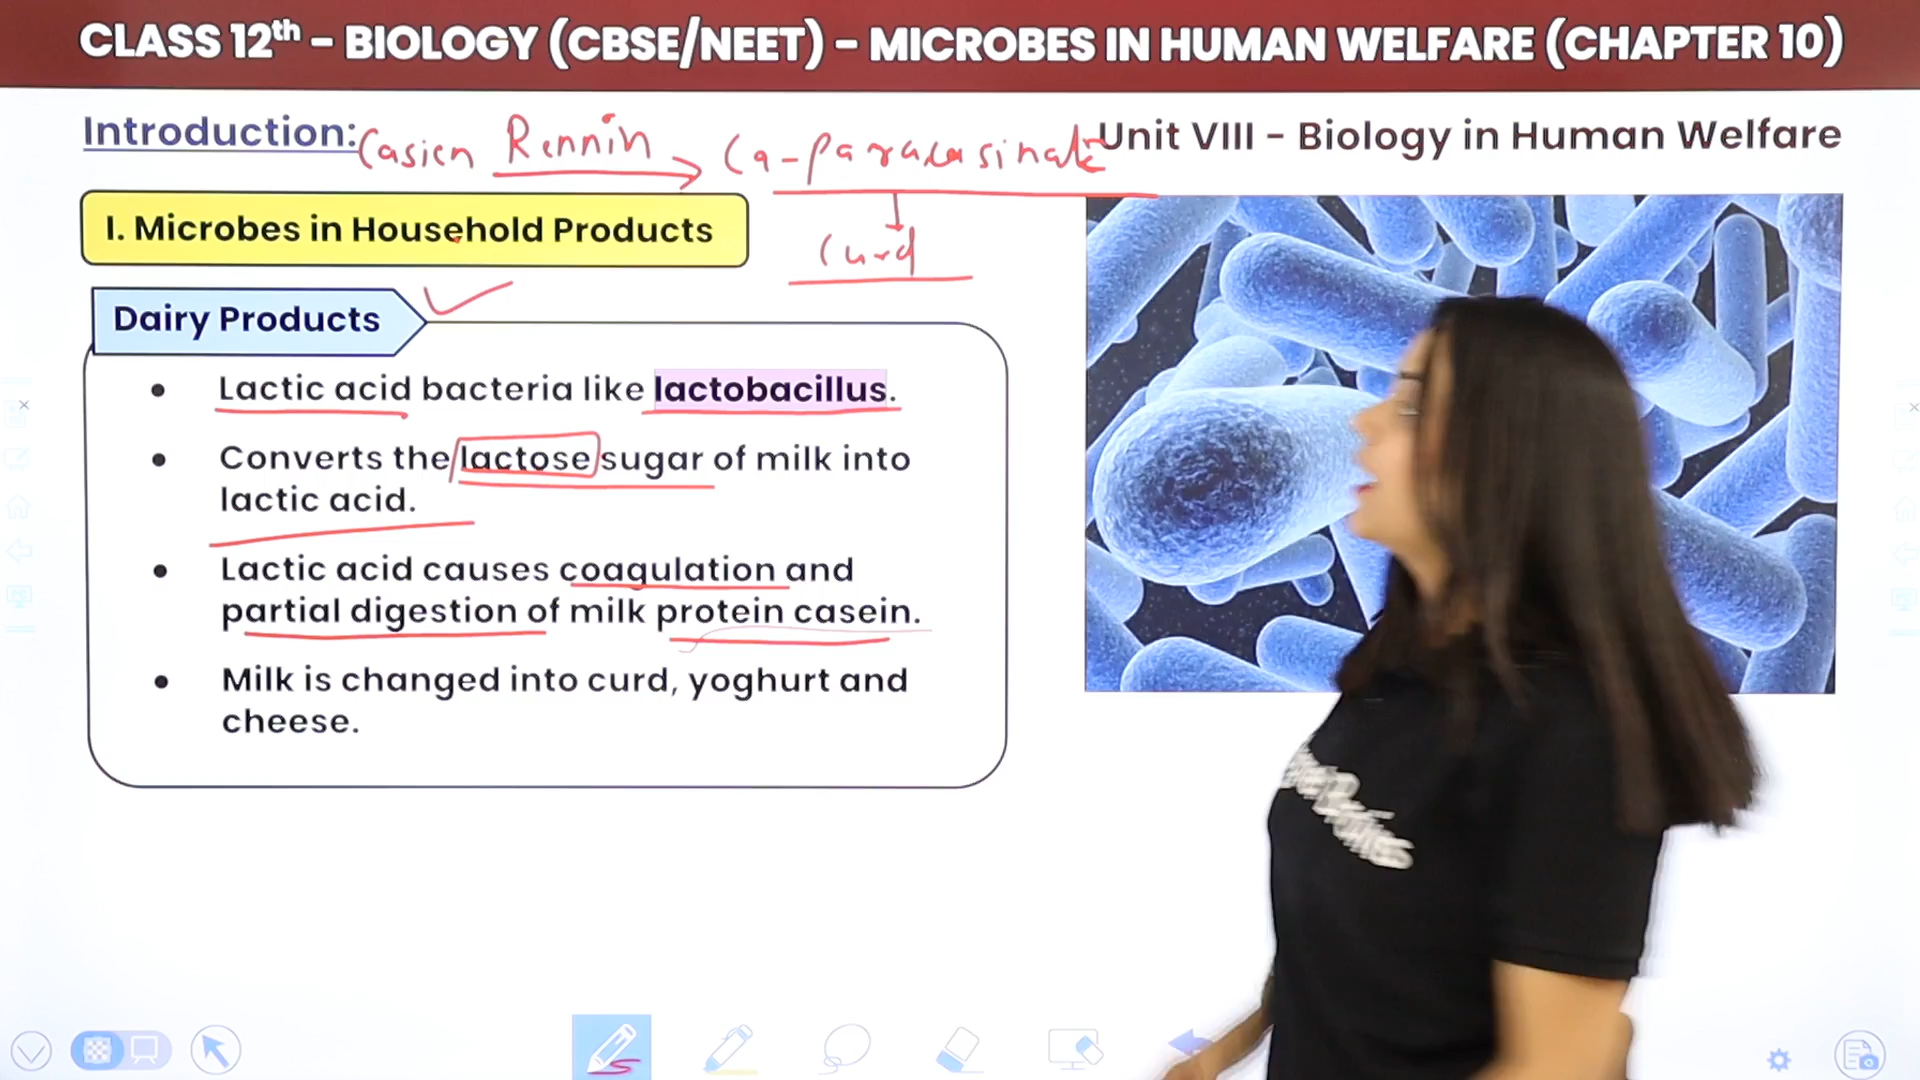 CLASS 12th – BIOLOGY (CBSE/NEET) – MICROBES IN HUMAN WELFARE (CHAPTER 10)
Introduction:
Casien Rennin → Ca-paracasinate
Unit VIII – Biology in Human Welfare
Curd
I. Microbes in Household Products
Dairy Products
• Lactic acid bacteria like lactobacillus.
• Converts the lactose sugar of milk into
lactic acid.
• Lactic acid causes coagulation and
partial digestion of milk protein casein.
• Milk is changed into curd, yoghurt and
cheese.